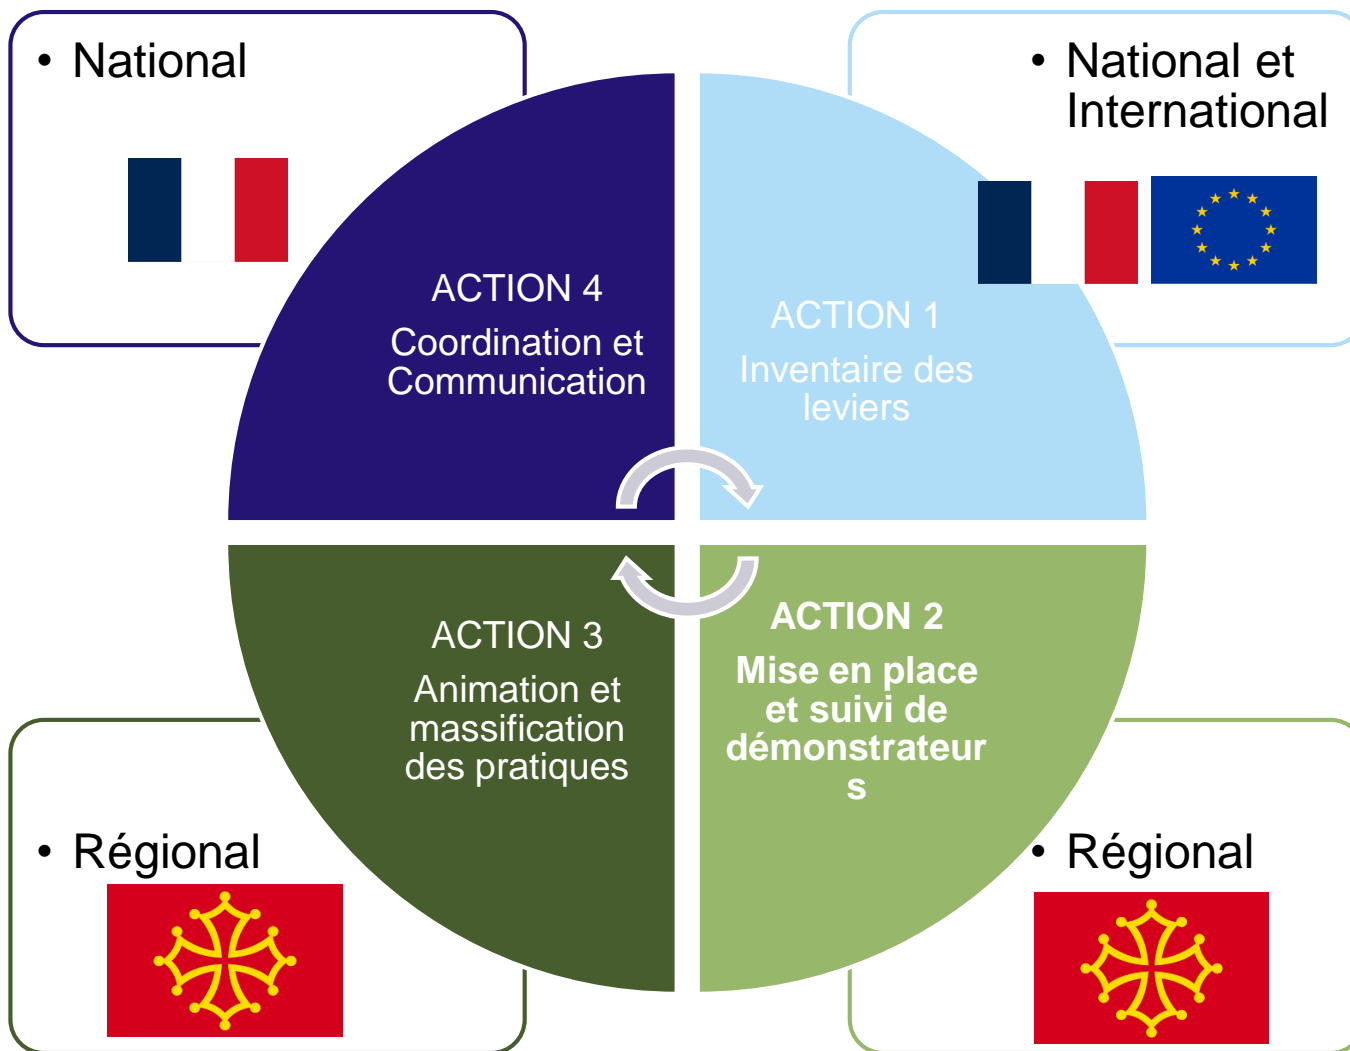 • National
• National et
International
ACTION 4
Coordination et
Communication
ACTION 1
Inventaire des
leviers
ACTION 3
Animation et
massification
des pratiques
ACTION 2
Mise en place
et suivi de
démonstrateur
s
• Régional
• Régional